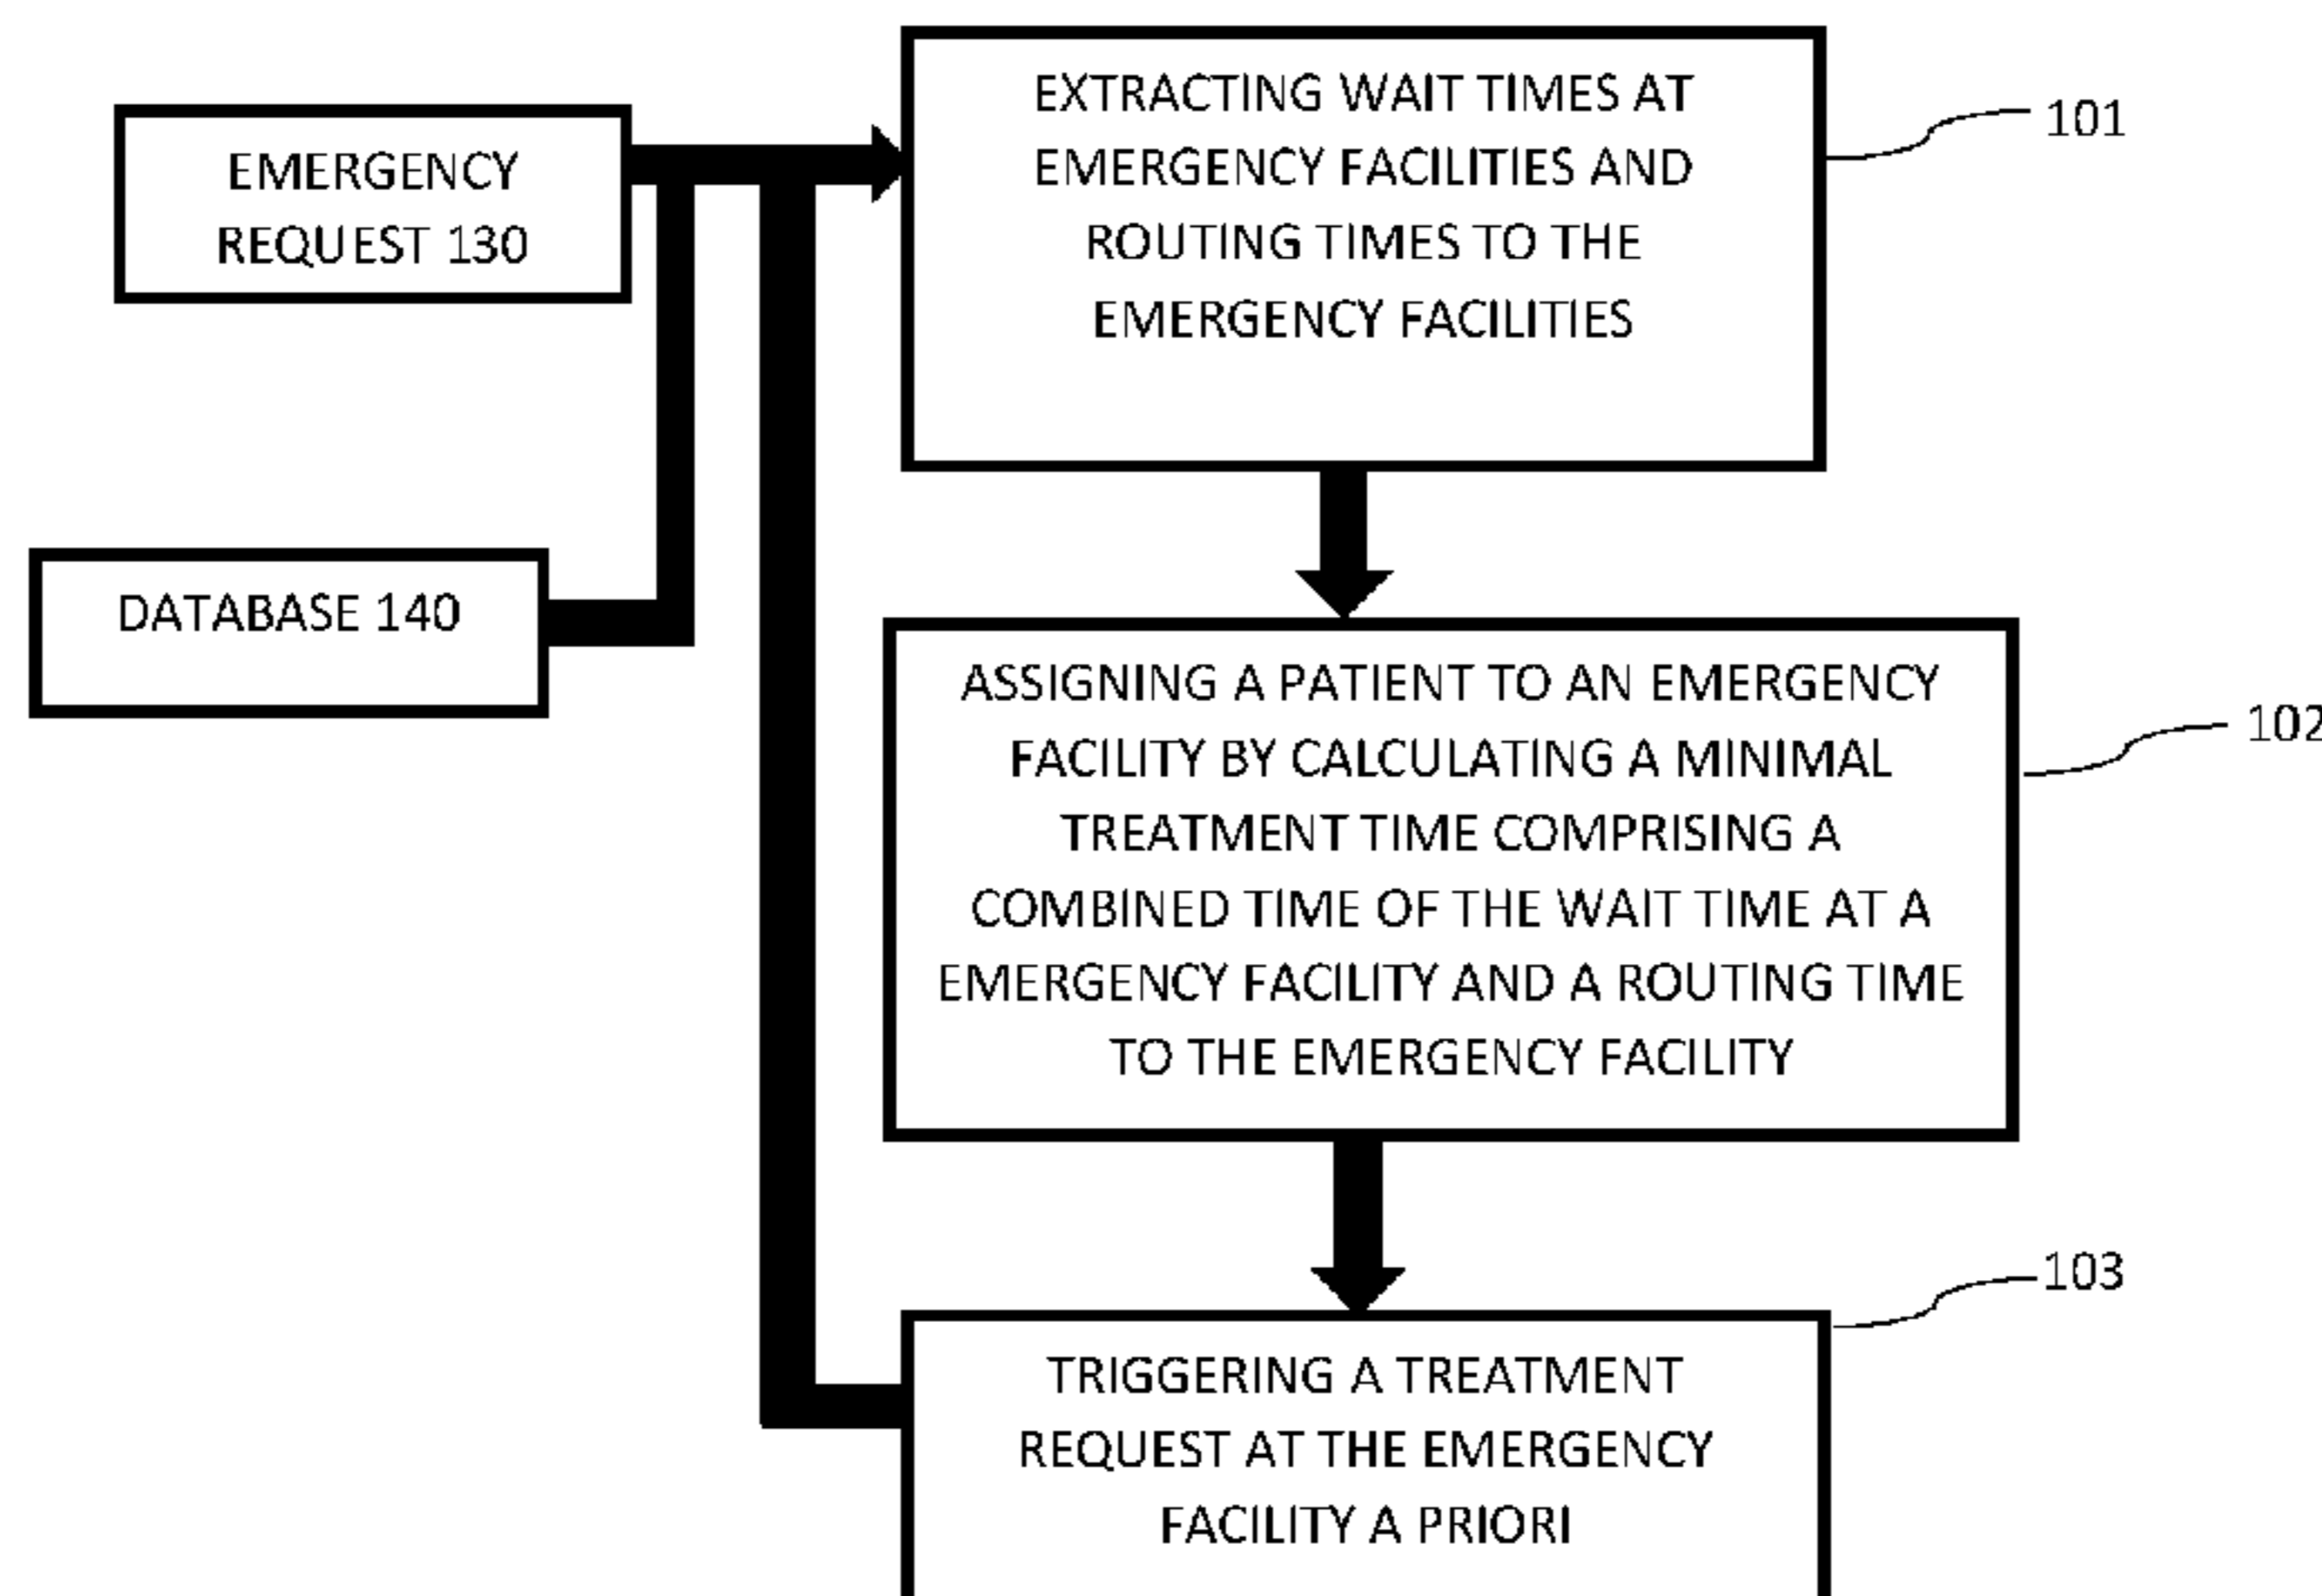 EMERGENCY
REQUEST 130
DATABASE 140
EXTRACTING WAIT TIMES AT
EMERGENCY FACILITIES AND
ROUTING TIMES TO THE
EMERGENCY FACILITIES
101
ASSIGNING A PATIENT TO AN EMERGENCY
FACILITY BY CALCULATING A MINIMAL
TREATMENT TIME COMPRISING A
COMBINED TIME OF THE WAIT TIME AT A
EMERGENCY FACILITY AND A ROUTING TIME
TO THE EMERGENCY FACILITY
102
TRIGGERING A TREATMENT
REQUEST AT THE EMERGENCY
FACILITY A PRIORI
103